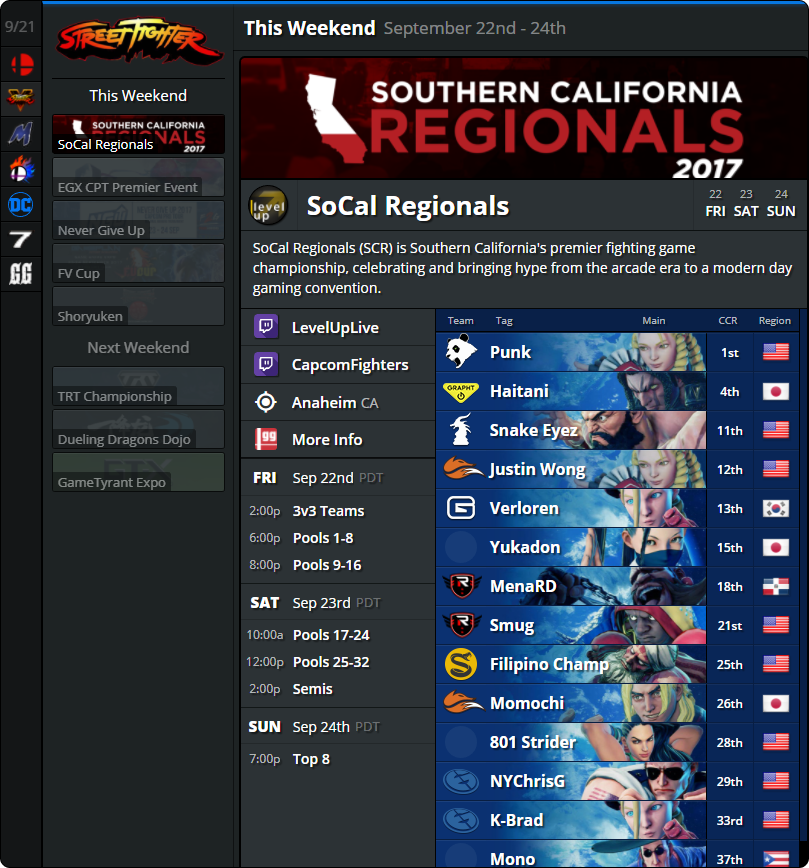 9/21
STREET FIGHTER
This Weekend
SOUTHERN CALIFORNIA
REGIONALS
2017
SoCal Regionals
EGX CPT Premier Event
Never Give Up
FV Cup
Shoryuken
Next Weekend
TRT Championship
Dueling Dragons Dojo
GameTyrant Expo
DC
7
GG
This Weekend September 22nd - 24th
SOUTHERN CALIFORNIA
REGIONALS
2017
level up
SoCal Regionals
22 23 24
FRI SAT SUN
SoCal Regionals (SCR) is Southern California's premier fighting game
championship, celebrating and bringing hype from the arcade era to a modern day
gaming convention.
LevelUpLive
CapcomFighters
Anaheim CA
gg More Info
FRI Sep 22nd PDT
2:00p 3v3 Teams
6:00p Pools 1-8
8:00p Pools 9-16
SAT Sep 23rd PDT
10:00a Pools 17-24
12:00p Pools 25-32
2:00p Semis
SUN Sep 24th PDT
7:00p Top 8
Team Tag Main CCR Region
Punk 1st
GRAPHT Haitani 4th
Snake Eyez 11th
Justin Wong 12th
Verloren 13th
Yukadon 15th
MenaRD 18th
Smug 21st
Filipino Champ 25th
Momochi 26th
801 Strider 28th
NYChrisG 29th
K-Brad 33rd
Mono 37th